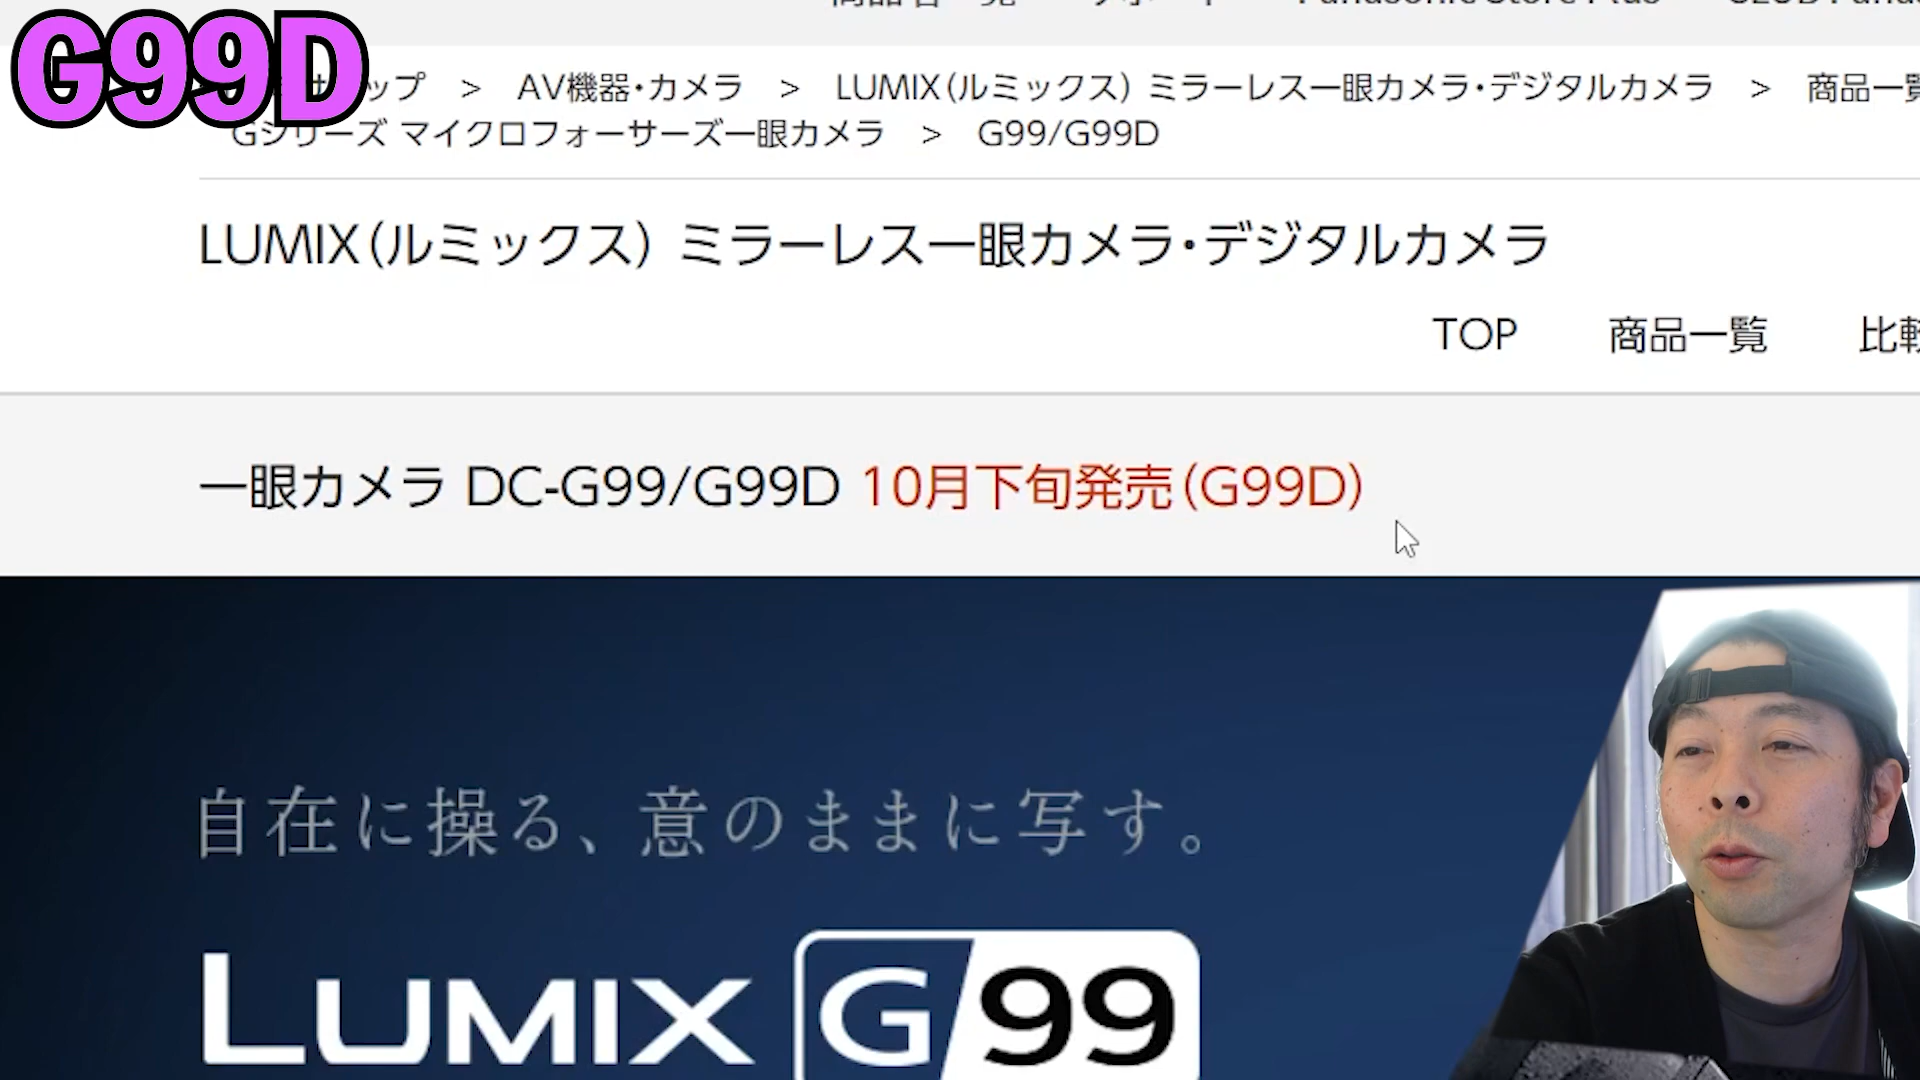 Panasonic Store Plus
G99D
ップ > AV機器・カメラ > LUMIX(ルミックス) ミラーレス一眼カメラ・デジタルカメラ > 商品一覧
Gシリーズ マイクロフォーサーズ一眼カメラ > G99/G99D
LUMIX(ルミックス) ミラーレス一眼カメラ・デジタルカメラ
TOP 商品一覧 比較
一眼カメラ DC-G99/G99D 10月下旬発売(G99D)
自在に操る、意のままに写す。
LUMIX G99